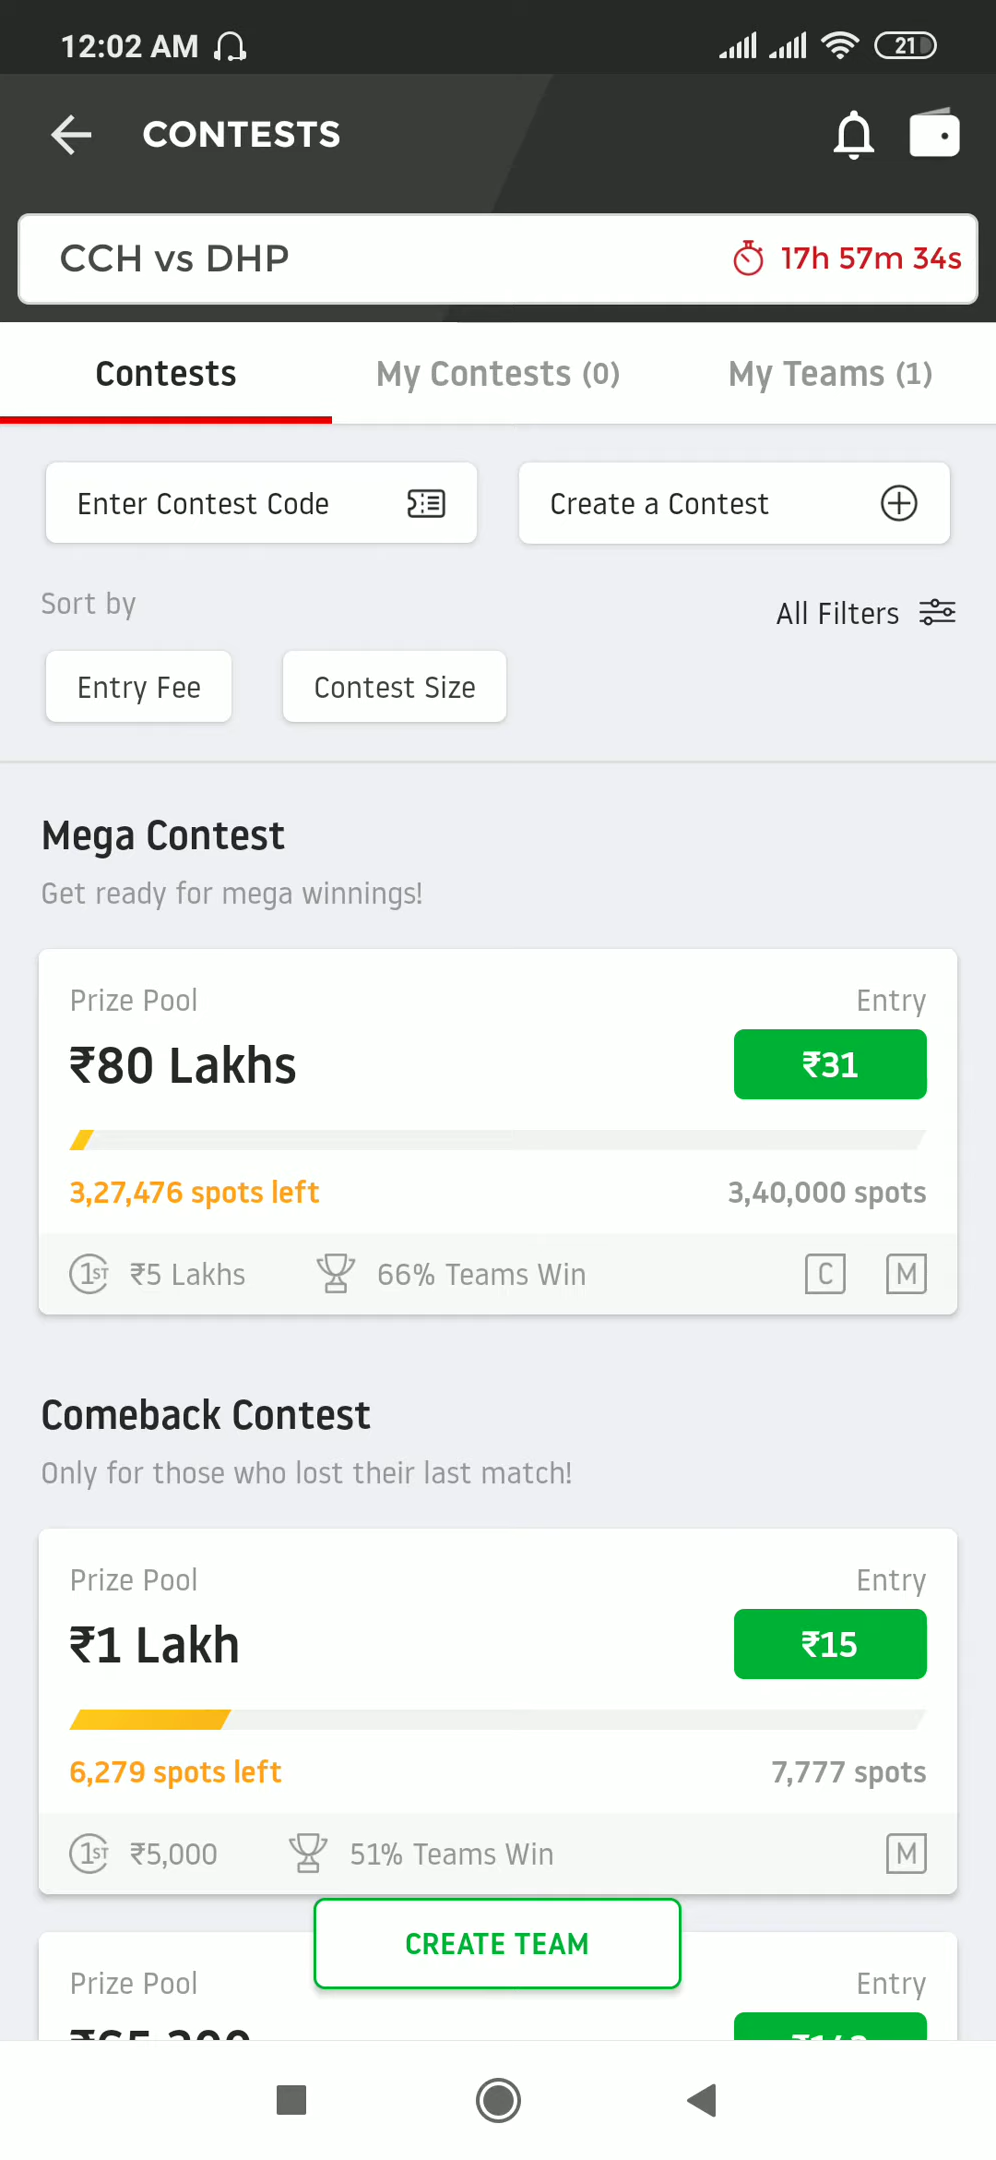 12:02 AM
21
CONTESTS
CCH vs DHP
17h 57m 34s
Contests
My Contests (0)
My Teams (1)
Enter Contest Code
Create a Contest
Sort by
All Filters
Entry Fee
Contest Size
Mega Contest
Get ready for mega winnings!
Prize Pool
Entry
₹80 Lakhs
₹31
3,27,476 spots left
3,40,000 spots
1ST ₹5 Lakhs
66% Teams Win
C
M
Comeback Contest
Only for those who lost their last match!
Prize Pool
Entry
₹1 Lakh
₹15
6,279 spots left
7,777 spots
1ST ₹5,000
51% Teams Win
M
CREATE TEAM
Prize Pool
Entry